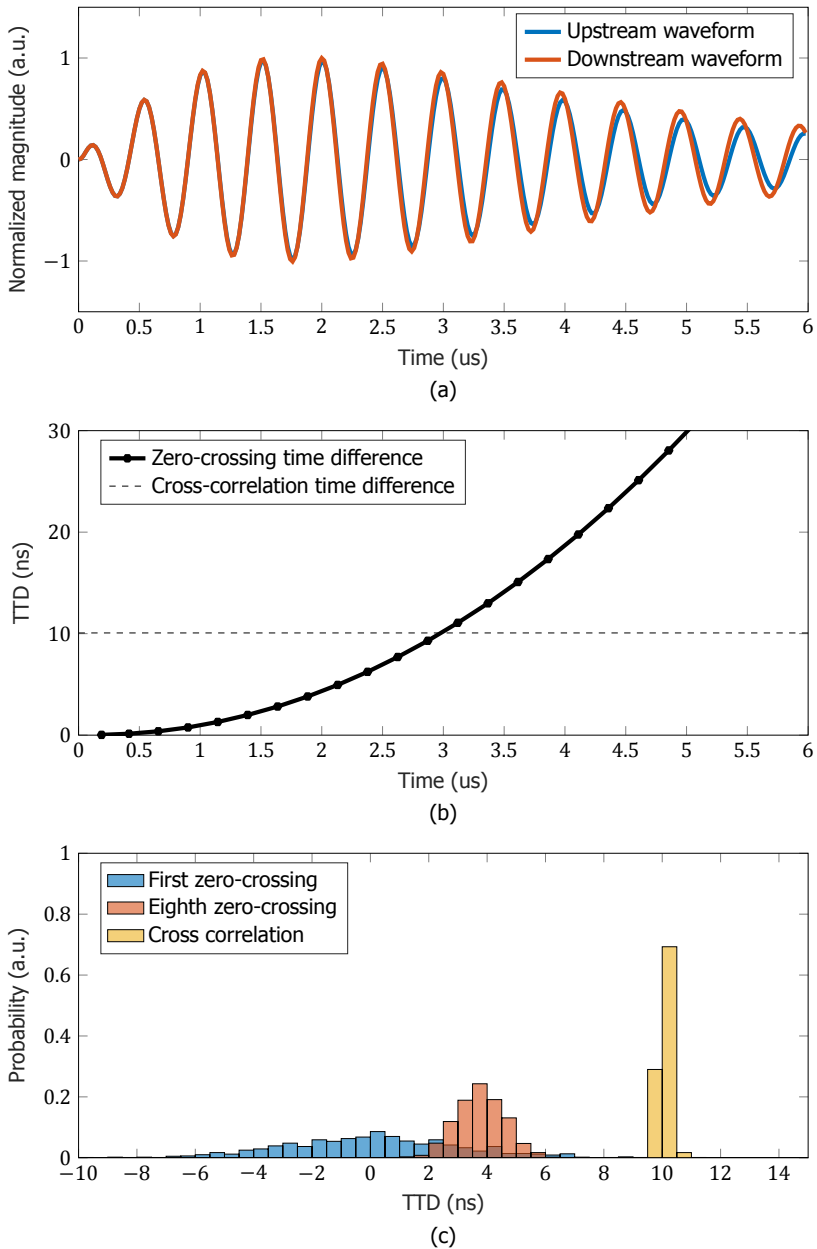 Normalized magnitude (a.u.)
1
0
−1
Upstream waveform
Downstream waveform
0 0.5 1 1.5 2 2.5 3 3.5 4 4.5 5 5.5 6
Time (us)
(a)
TTD (ns)
30
20
10
0
Zero-crossing time difference
Cross-correlation time difference
0 0.5 1 1.5 2 2.5 3 3.5 4 4.5 5 5.5 6
Time (us)
(b)
Probability (a.u.)
1
0.8
0.6
0.4
0.2
0
First zero-crossing
Eighth zero-crossing
Cross correlation
−10 −8 −6 −4 −2 0 2 4 6 8 10 12 14
TTD (ns)
(c)